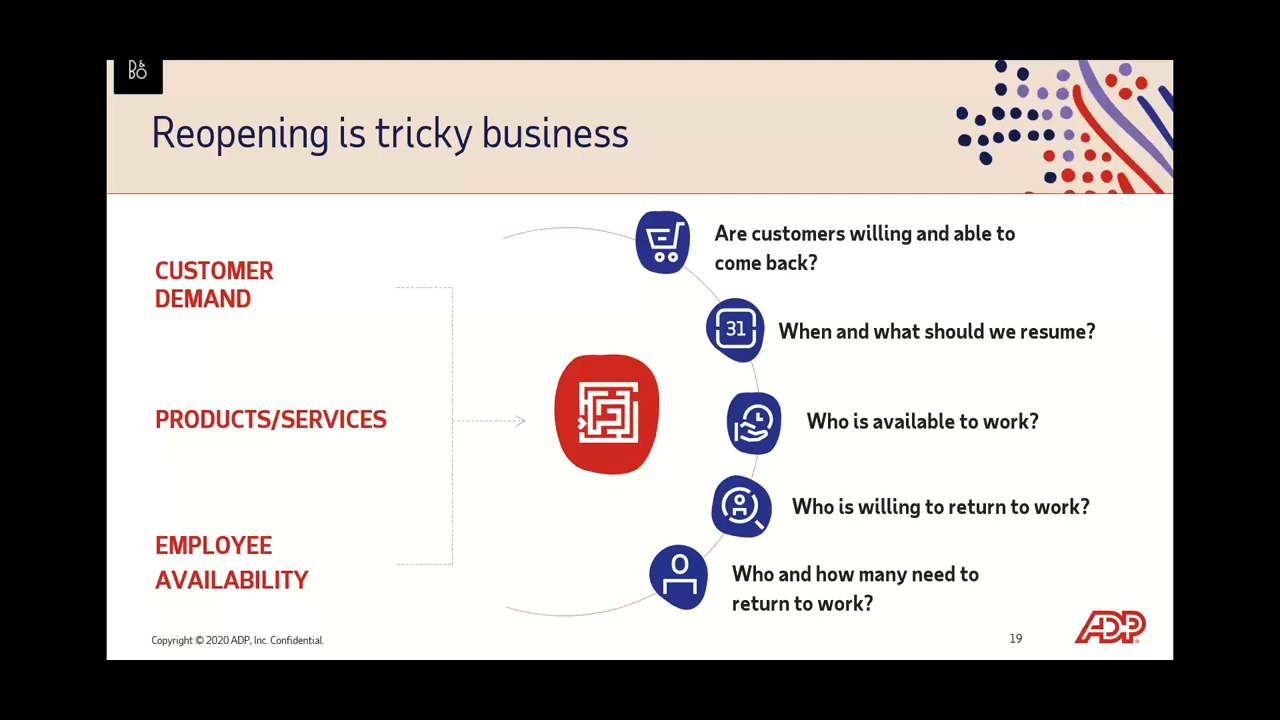 D&
BO
Reopening is tricky business
CUSTOMER
DEMAND
PRODUCTS/SERVICES
EMPLOYEE
AVAILABILITY
Are customers willing and able to
come back?
31
When and what should we resume?
Who is available to work?
Who is willing to return to work?
Who and how many need to
return to work?
Copyright © 2020 ADP, Inc. Confidential.
19
ADP